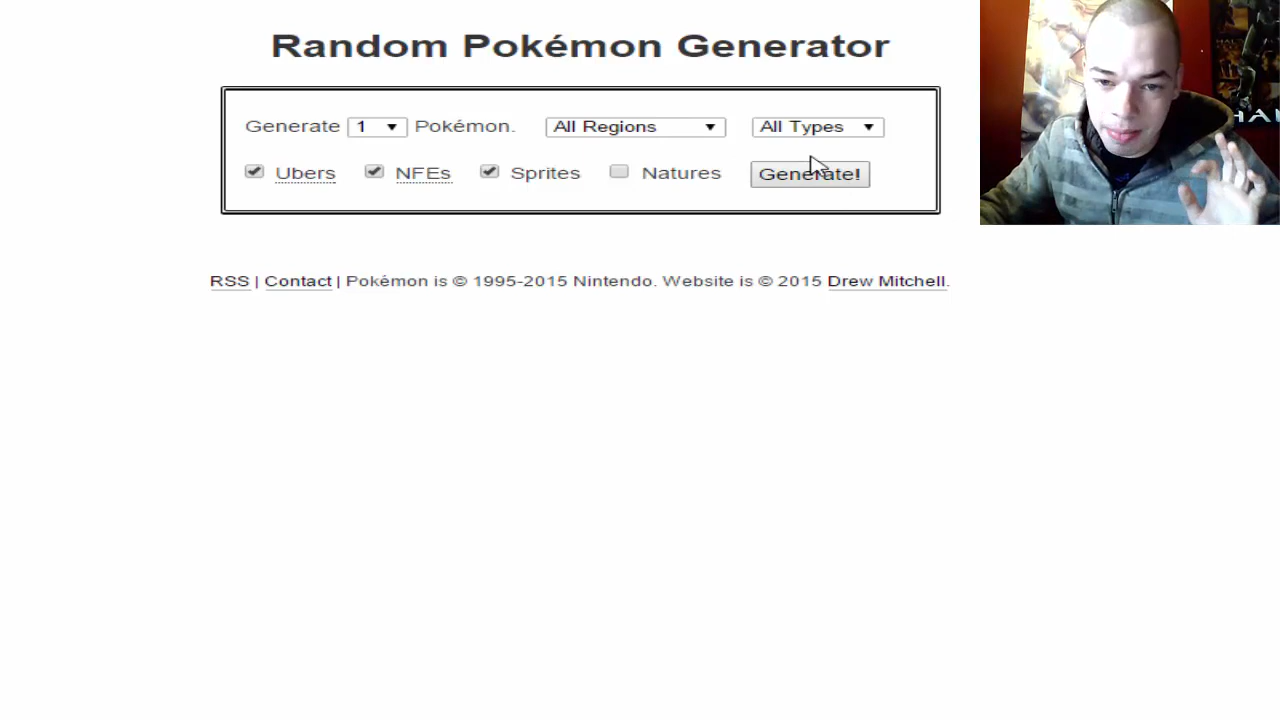 Random Pokémon Generator
Generate 1 Pokémon. All Regions All Types
Ubers NFEs Sprites Natures Generate!
RSS | Contact | Pokémon is © 1995-2015 Nintendo. Website is © 2015 Drew Mitchell.
HAL